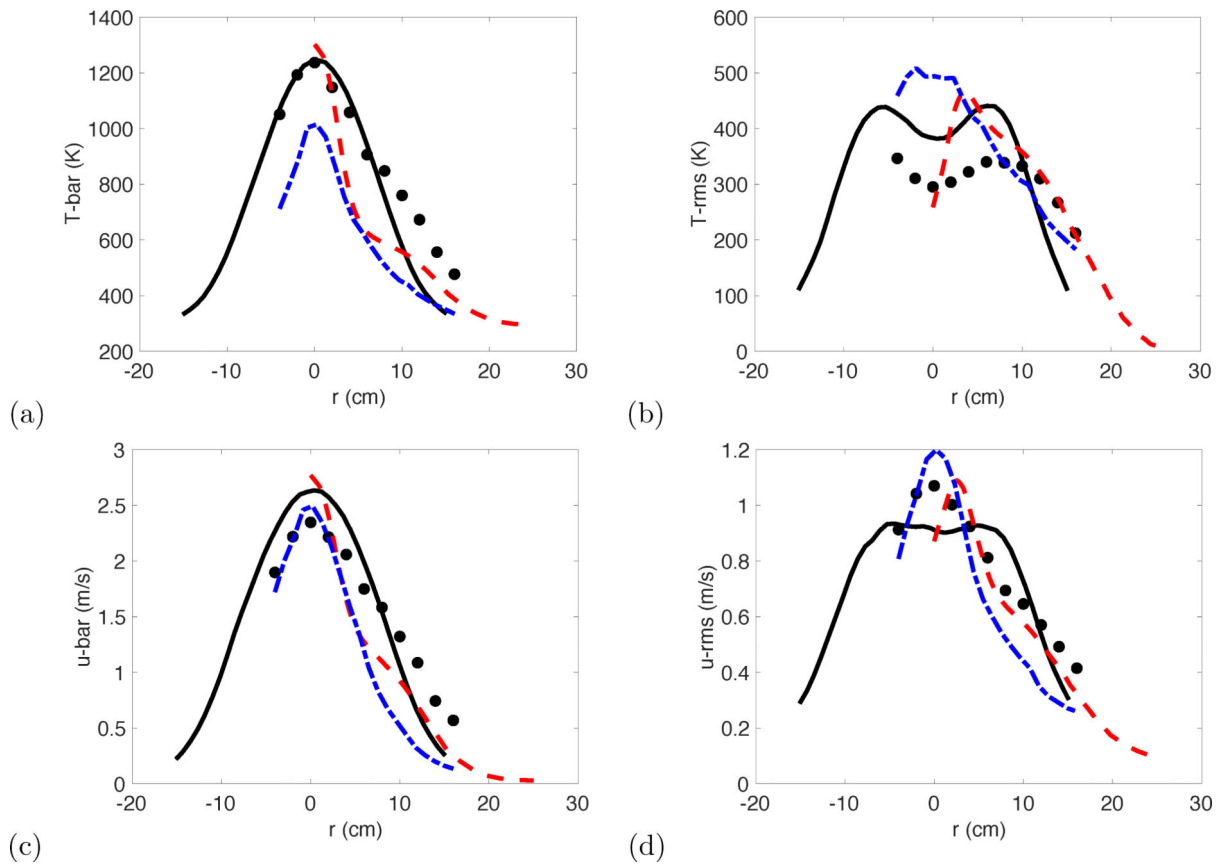 1400
1200
1000
800
600
400
200
T-bar (K)
-20 -10 0 10 20 30
r (cm)
(a)
600
500
400
300
200
100
0
T-rms (K)
-20 -10 0 10 20 30
r (cm)
(b)
3
2.5
2
1.5
1
0.5
0
u-bar (m/s)
-20 -10 0 10 20 30
r (cm)
(c)
1.2
1
0.8
0.6
0.4
0.2
0
u-rms (m/s)
-20 -10 0 10 20 30
r (cm)
(d)